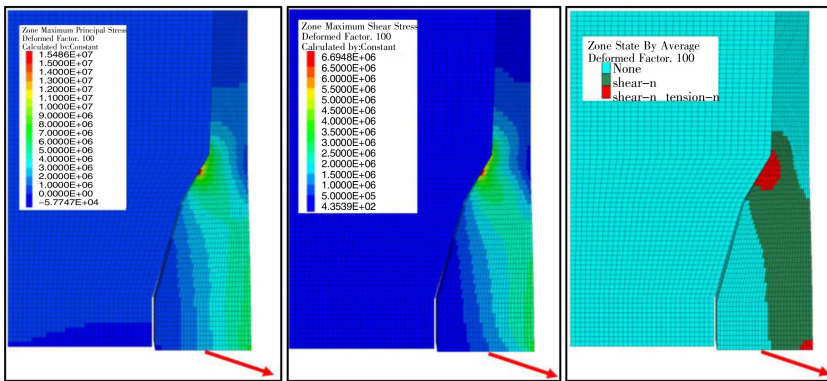 Zone Maximum Principal Stress
Deformed Factor. 100
Calculated by:Constant
1.5486E+07
1.5000E+07
1.4000E+07
1.3000E+07
1.2000E+07
1.1000E+07
1.0000E+07
9.0000E+06
8.0000E+06
7.0000E+06
6.0000E+06
5.0000E+06
4.0000E+06
3.0000E+06
2.0000E+06
1.0000E+06
0.0000E+00
-5.7747E+04
Zone Maximum Shear Stress
Deformed Factor. 100
Calculated by:Constant
6.6948E+06
6.5000E+06
6.0000E+06
5.5000E+06
5.0000E+06
4.5000E+06
4.0000E+06
3.5000E+06
3.0000E+06
2.5000E+06
2.0000E+06
1.5000E+06
1.0000E+06
5.0000E+05
4.3539E+02
Zone State By Average
Deformed Factor. 100
None
shear-n
shear-n tension-n